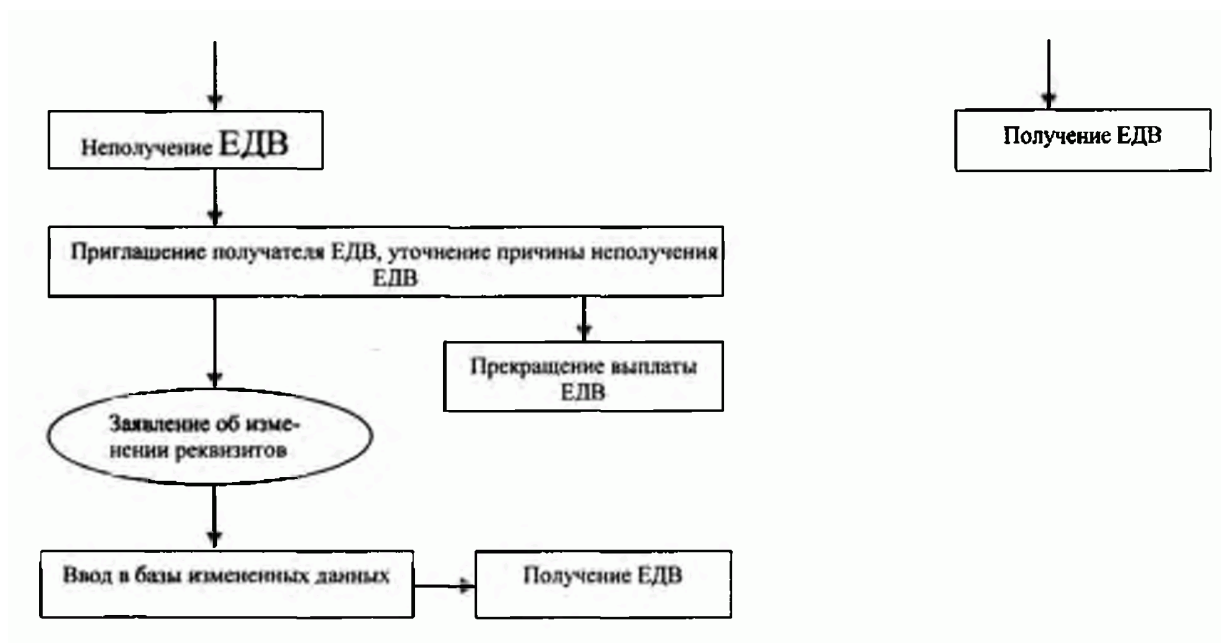 Неполучение ЕДВ
Получение ЕДВ
Приглашение получателя ЕДВ, уточнение причины неполучения
ЕДВ
Прекращение выплаты
ЕДВ
Заявление об изме-
нении реквизитов
Ввод в базы измененных данных
Получение ЕДВ